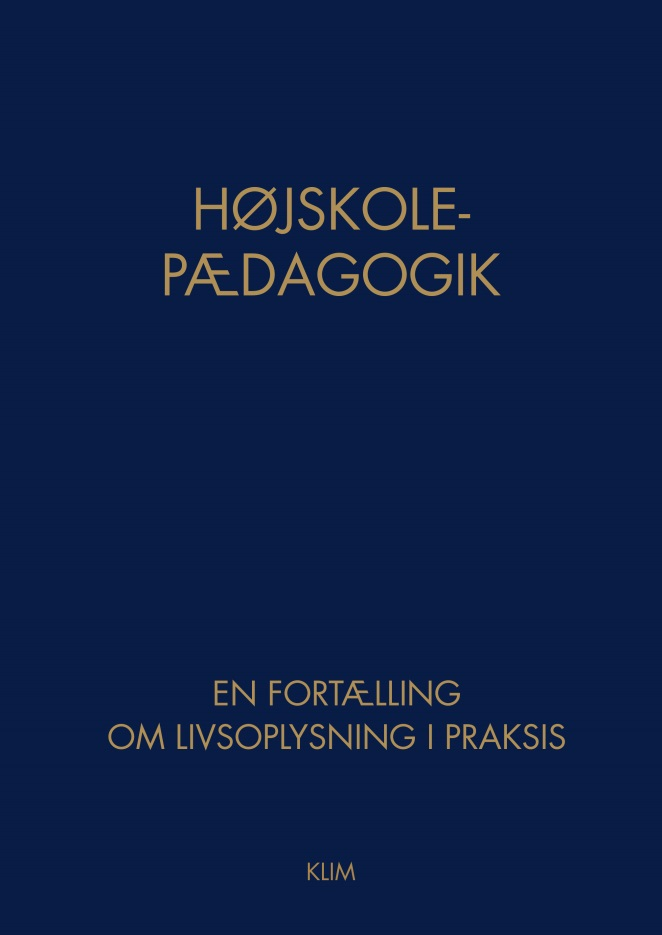 HØJSKOLE-
PÆDAGOGIK
EN FORTÆLLING
OM LIVSOPLYSNING I PRAKSIS
KLIM